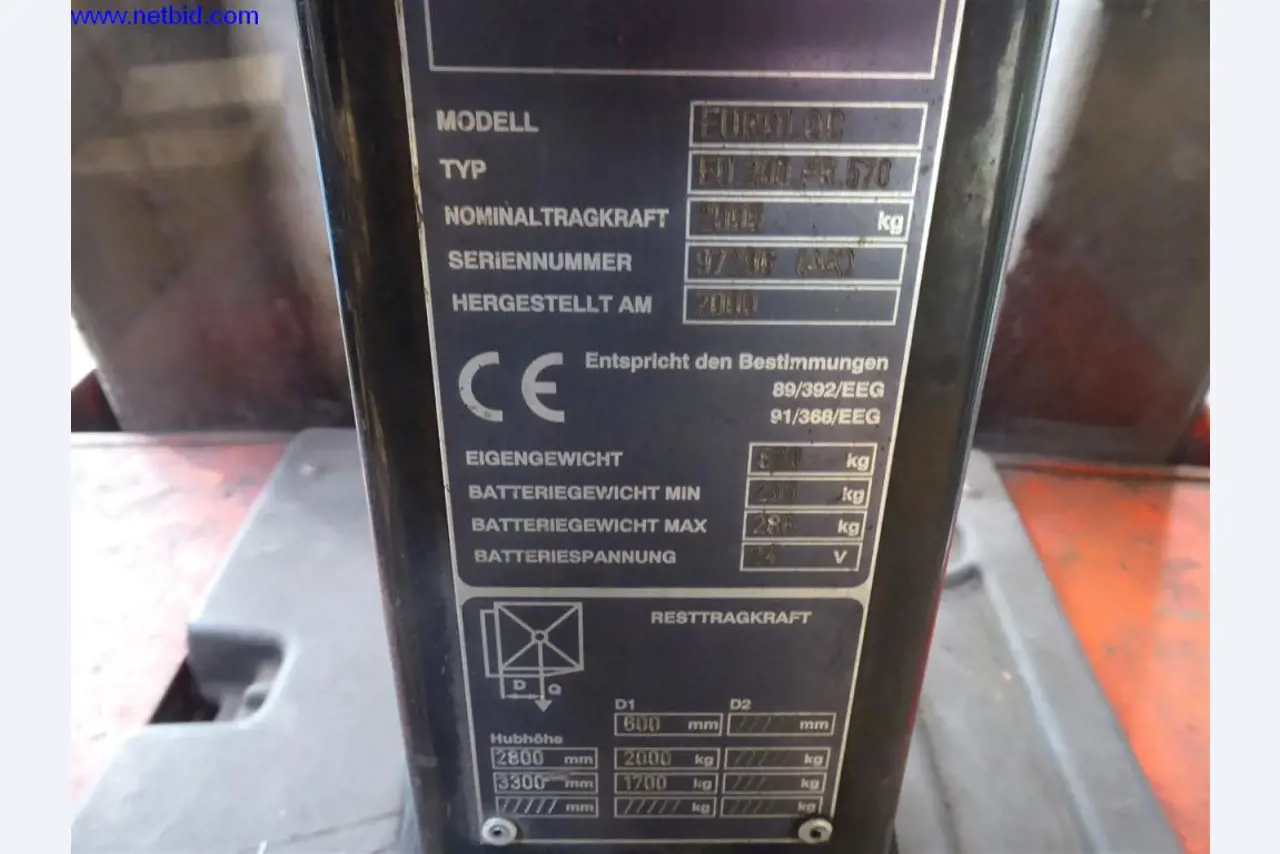 www.netbid.com
MODELL
TYP
NOMINALTRAGKRAFT kg
SERIENNUMMER
HERGESTELLT AM 2000
CE Entspricht den Bestimmungen
89/392/EEG
91/368/EEG
EIGENGEWICHT kg
BATTERIEGEWICHT MIN kg
BATTERIEGEWICHT MAX kg
BATTERIESPANNUNG V
RESTTRAGKRAFT
D Q
D1 D2
600 mm //// mm
Hubhöhe
2800 mm 2000 kg //// kg
3300 mm 1700 kg //// kg
///// mm ///// kg //// kg